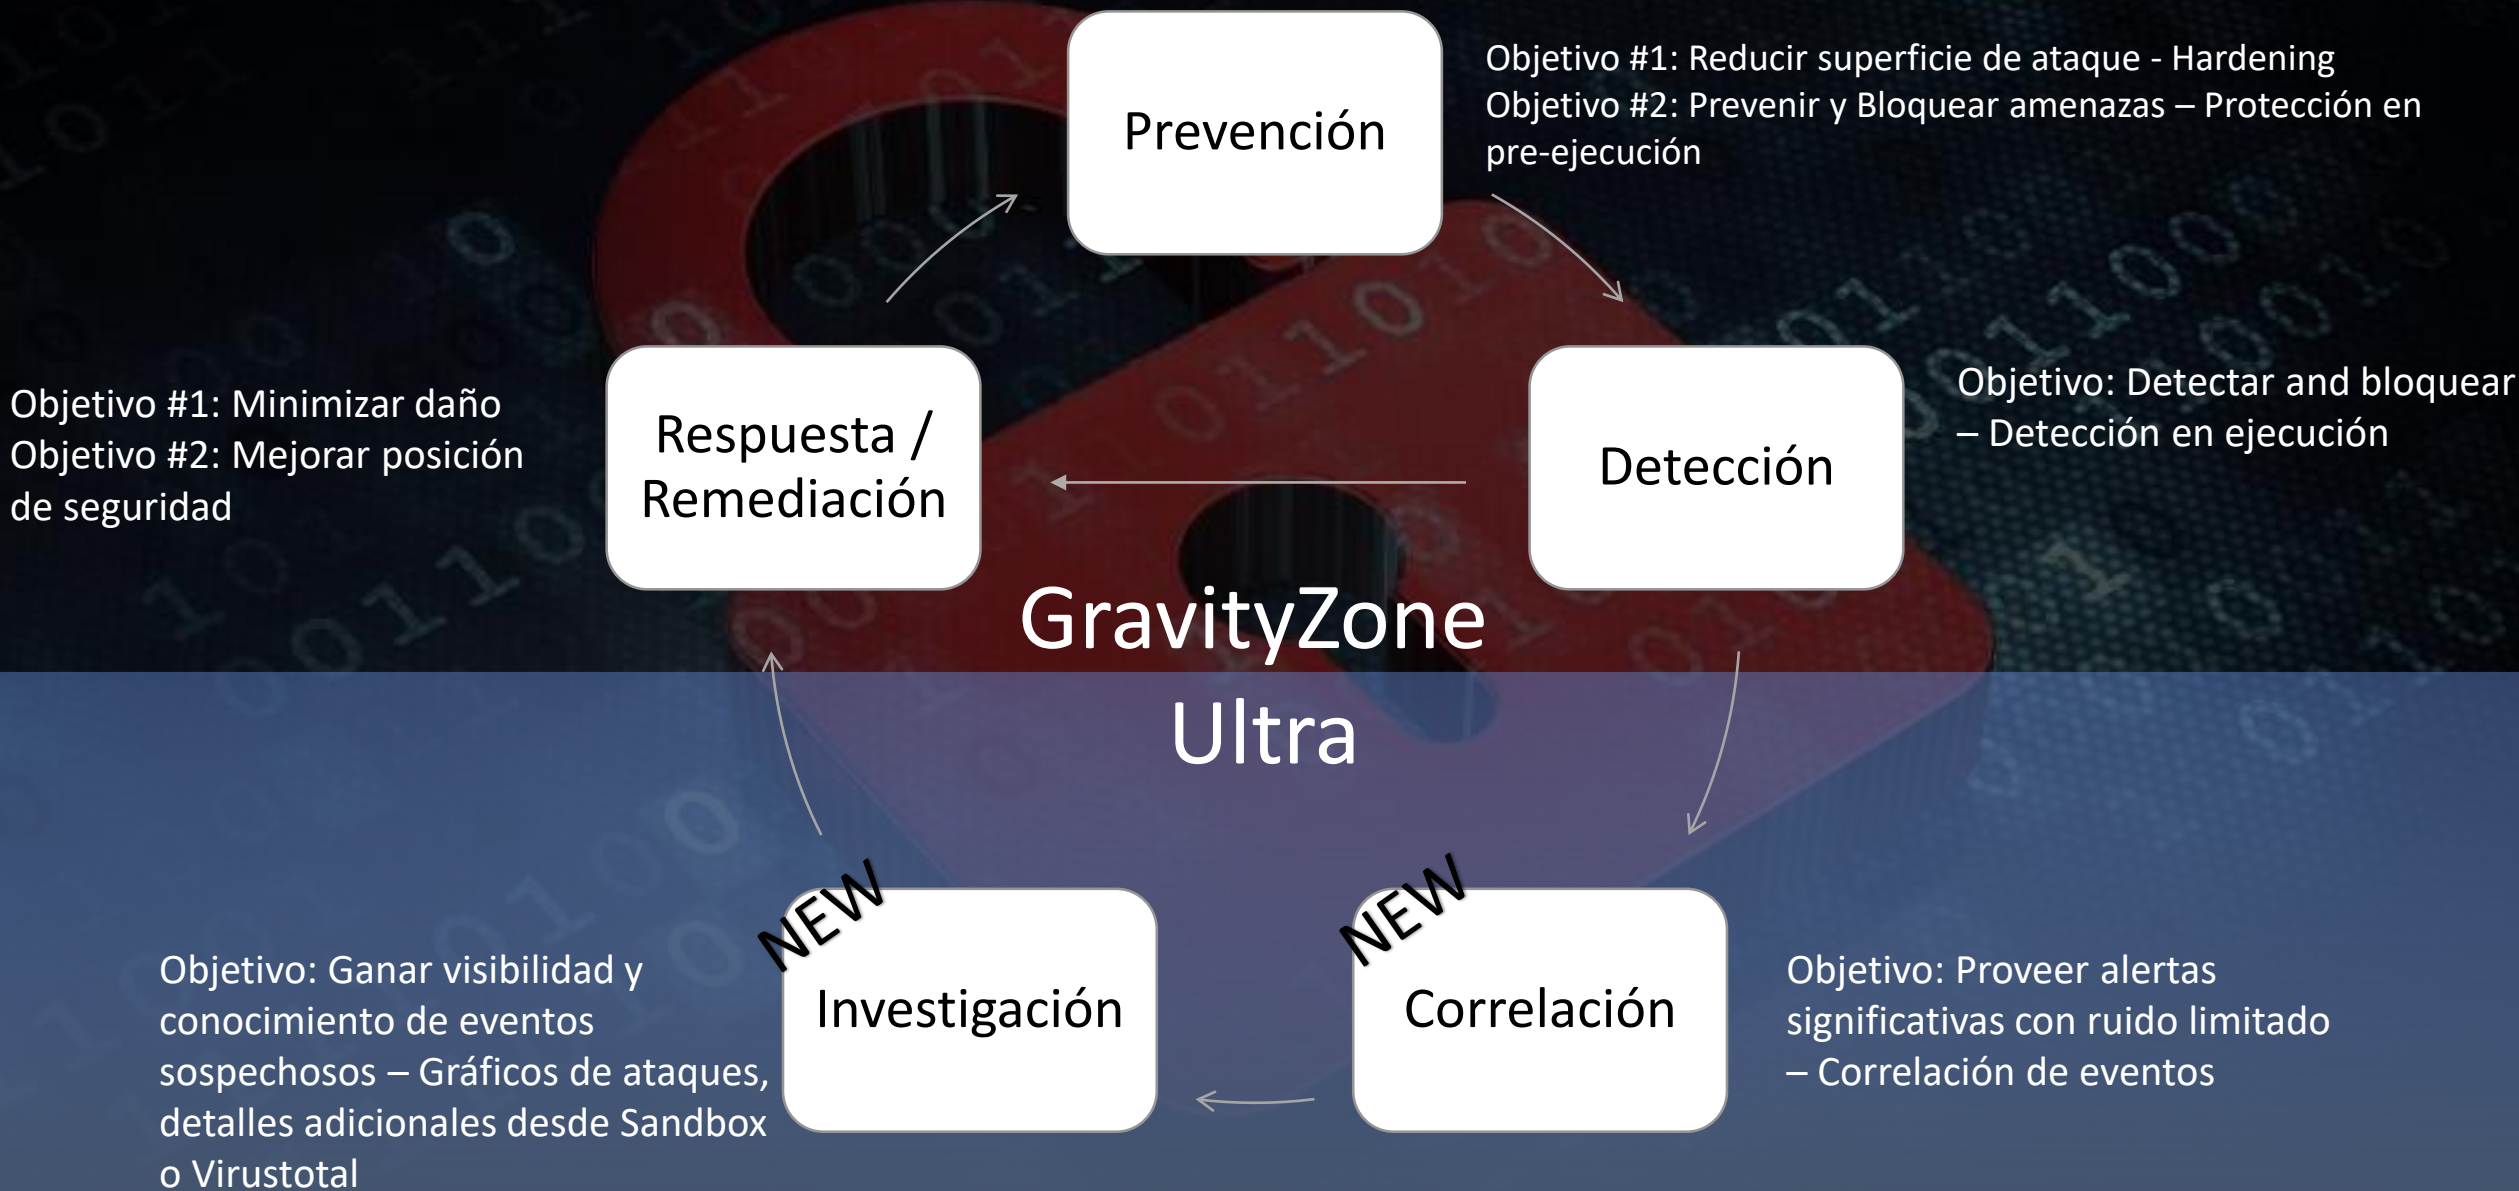 Prevención
Objetivo #1: Reducir superficie de ataque - Hardening
Objetivo #2: Prevenir y Bloquear amenazas – Protección en
pre-ejecución
Objetivo #1: Minimizar daño
Objetivo #2: Mejorar posición
de seguridad
Respuesta /
Remediación
Detección
Objetivo: Detectar and bloquear
– Detección en ejecución
GravityZone
Ultra
Objetivo: Ganar visibilidad y
conocimiento de eventos
sospechosos – Gráficos de ataques,
detalles adicionales desde Sandbox
o Virustotal
NEW
Investigación
NEW
Correlación
Objetivo: Proveer alertas
significativas con ruido limitado
– Correlación de eventos